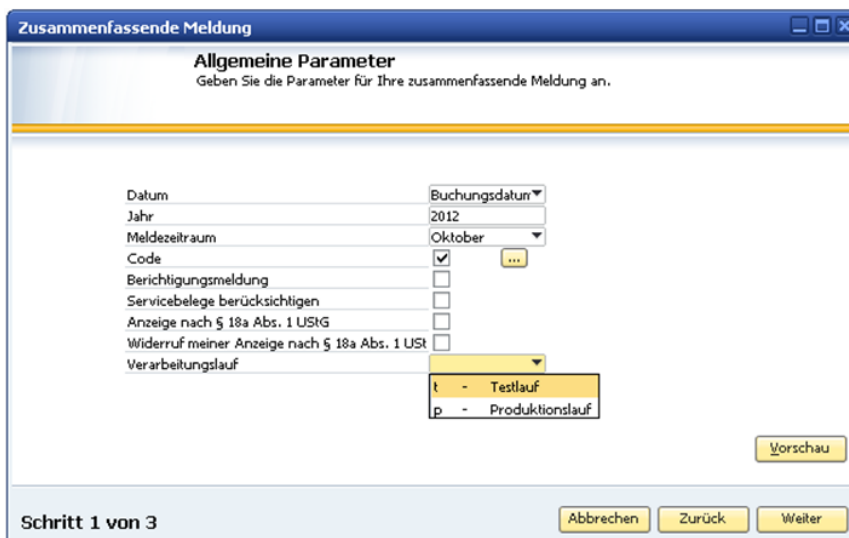 Zusammenfassende Meldung
Allgemeine Parameter
Geben Sie die Parameter für Ihre zusammenfassende Meldung an.
Datum Buchungsdatum
Jahr 2012
Meldezeitraum Oktober
Code ...
Berichtigungsmeldung
Servicebelege berücksichtigen
Anzeige nach § 18a Abs. 1 UStG
Widerruf meiner Anzeige nach § 18a Abs. 1 USt
Verarbeitungslauf
t - Testlauf
p - Produktionslauf
Vorschau
Schritt 1 von 3 Abbrechen Zurück Weiter